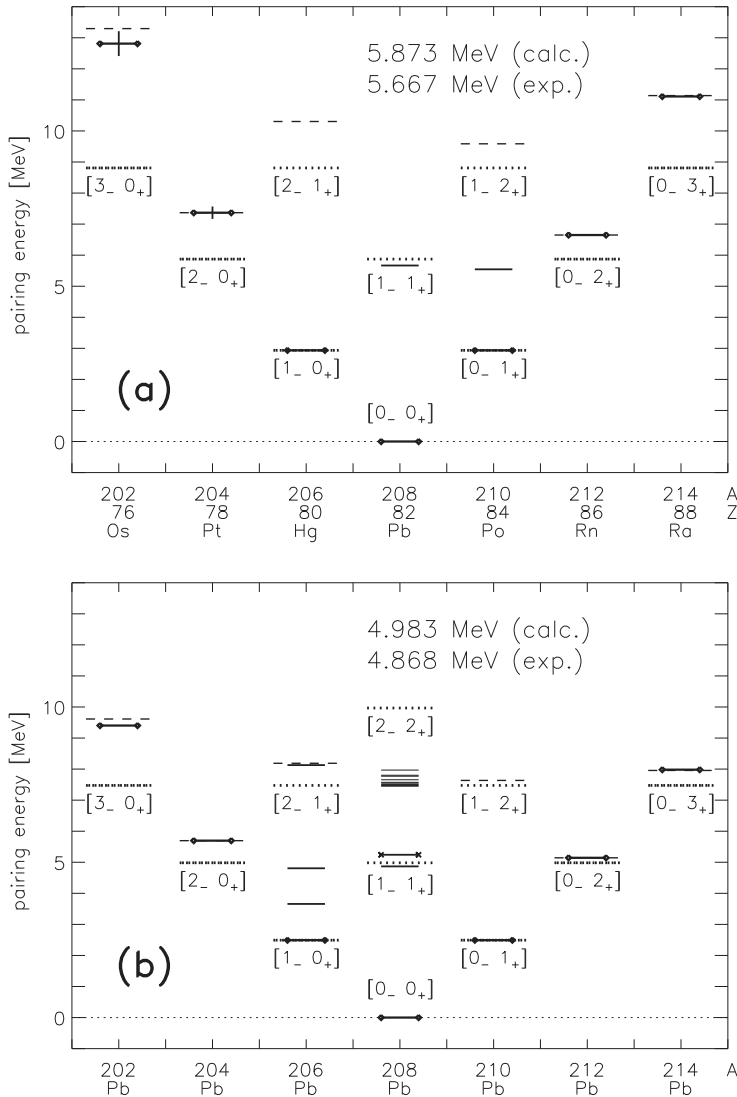 5.873 MeV (calc.)
5.667 MeV (exp.)
10
5
0
pairing energy [MeV]
[3₋ 0₊]
[2₋ 1₊]
[1₋ 2₊]
[0₋ 3₊]
[2₋ 0₊]
[1₋ 1₊]
[0₋ 2₊]
[1₋ 0₊]
[0₋ 1₊]
[0₋ 0₊]
(a)
202 204 206 208 210 212 214 A
76 78 80 82 84 86 88 Z
Os Pt Hg Pb Po Rn Ra
4.983 MeV (calc.)
4.868 MeV (exp.)
10
5
0
pairing energy [MeV]
[2₋ 2₊]
[3₋ 0₊]
[2₋ 1₊]
[1₋ 2₊]
[0₋ 3₊]
[2₋ 0₊]
[1₋ 1₊]
[0₋ 2₊]
[1₋ 0₊]
[0₋ 1₊]
[0₋ 0₊]
(b)
202 204 206 208 210 212 214 A
Pb Pb Pb Pb Pb Pb Pb